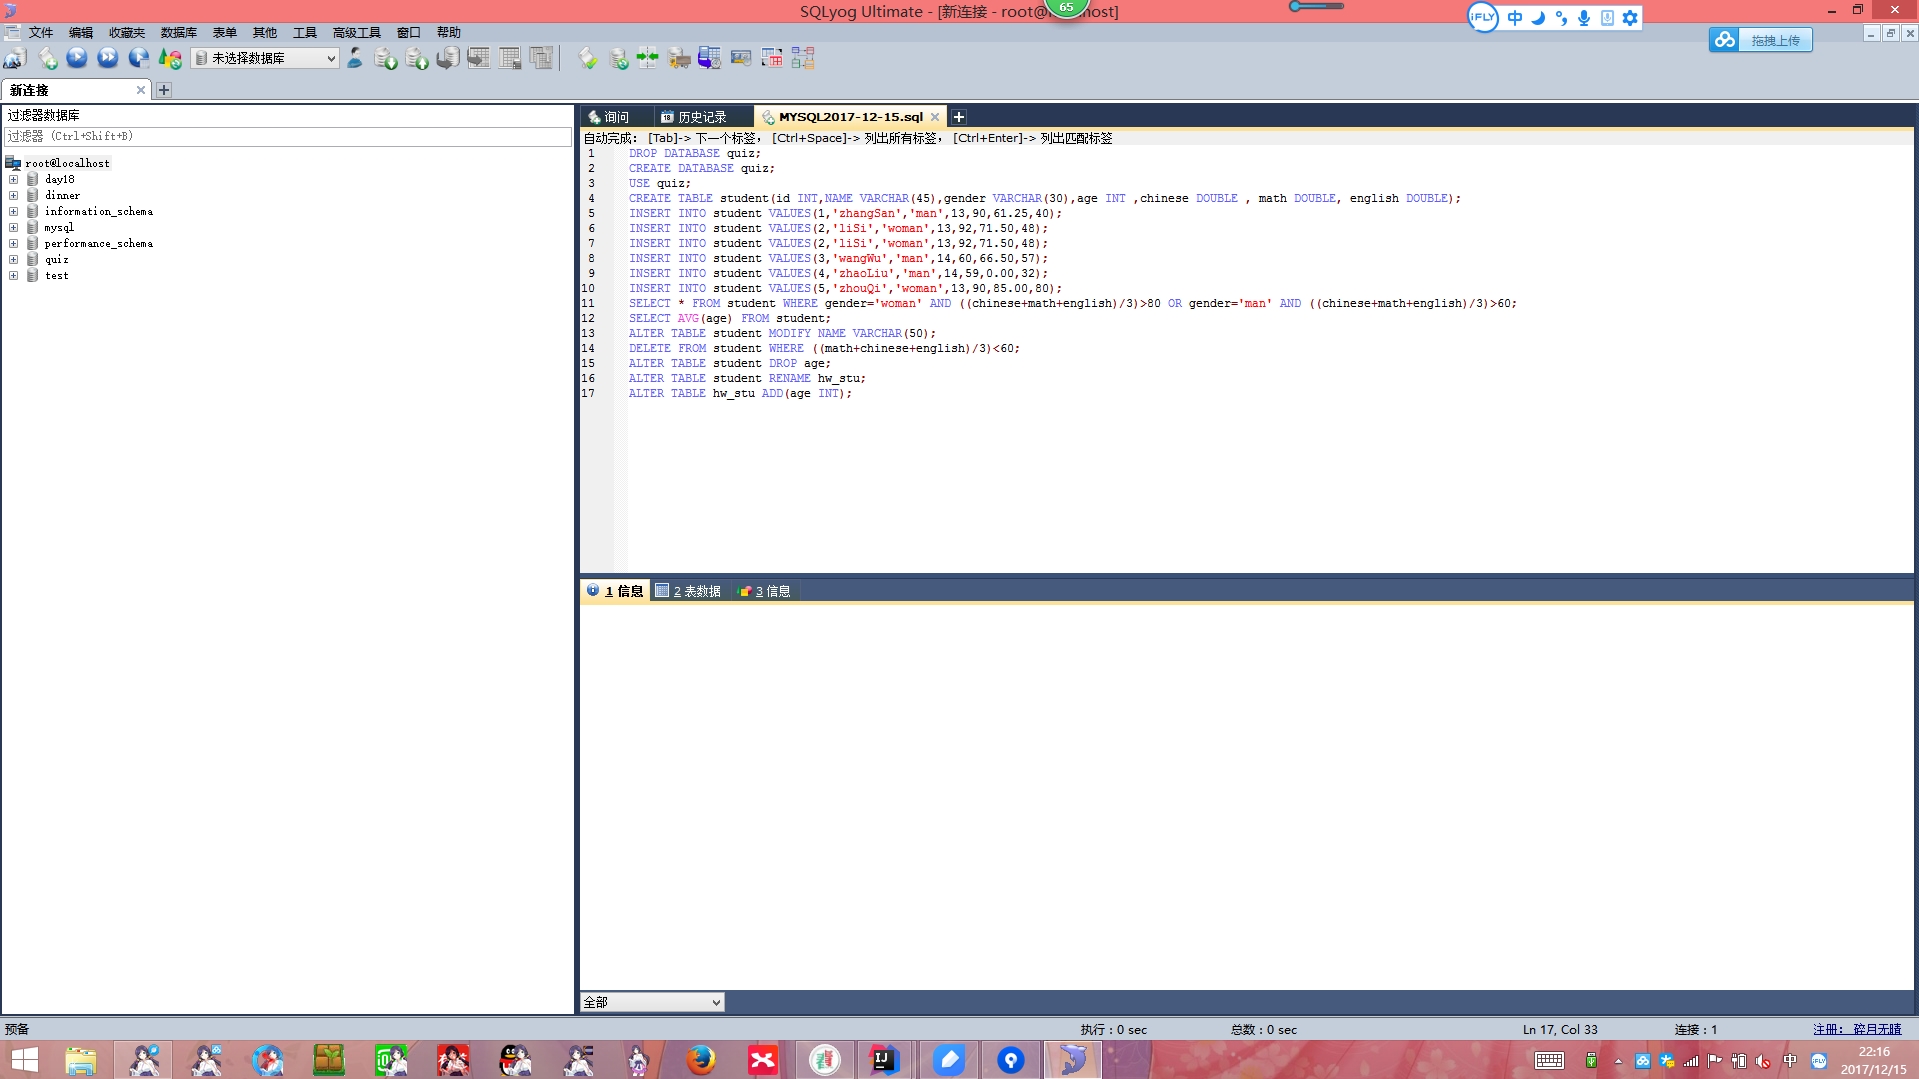 SQLyog Ultimate - [新连接 - root@l   host]
65
iFLY 中
拖拽上传
文件 编辑 收藏夹 数据库 表单 其他 工具 高级工具 窗口 帮助
未选择数据库
新连接
过滤器数据库
过滤器 (Ctrl+Shift+B)
root@localhost
day18
dinner
information_schema
mysql
performance_schema
quiz
test
询问 历史记录 MYSQL2017-12-15.sql
自动完成: [Tab]-> 下一个标签, [Ctrl+Space]-> 列出所有标签, [Ctrl+Enter]-> 列出匹配标签
1 DROP DATABASE quiz;
2 CREATE DATABASE quiz;
3 USE quiz;
4 CREATE TABLE student(id INT,NAME VARCHAR(45),gender VARCHAR(30),age INT ,chinese DOUBLE , math DOUBLE, english DOUBLE);
5 INSERT INTO student VALUES(1,'zhangSan','man',13,90,61.25,40);
6 INSERT INTO student VALUES(2,'liSi','woman',13,92,71.50,48);
7 INSERT INTO student VALUES(2,'liSi','woman',13,92,71.50,48);
8 INSERT INTO student VALUES(3,'wangWu','man',14,60,66.50,57);
9 INSERT INTO student VALUES(4,'zhaoLiu','man',14,59,0.00,32);
10 INSERT INTO student VALUES(5,'zhouQi','woman',13,90,85.00,80);
11 SELECT * FROM student WHERE gender='woman' AND ((chinese+math+english)/3)>80 OR gender='man' AND ((chinese+math+english)/3)>60;
12 SELECT AVG(age) FROM student;
13 ALTER TABLE student MODIFY NAME VARCHAR(50);
14 DELETE FROM student WHERE ((math+chinese+english)/3)<60;
15 ALTER TABLE student DROP age;
16 ALTER TABLE student RENAME hw_stu;
17 ALTER TABLE hw_stu ADD(age INT);
1 信息 2 表数据 3 信息
全部
预备 执行:0 sec 总数:0 sec Ln 17, Col 33 连接:1 注册: 碎月无晴
IJ
中
22:16
2017/12/15